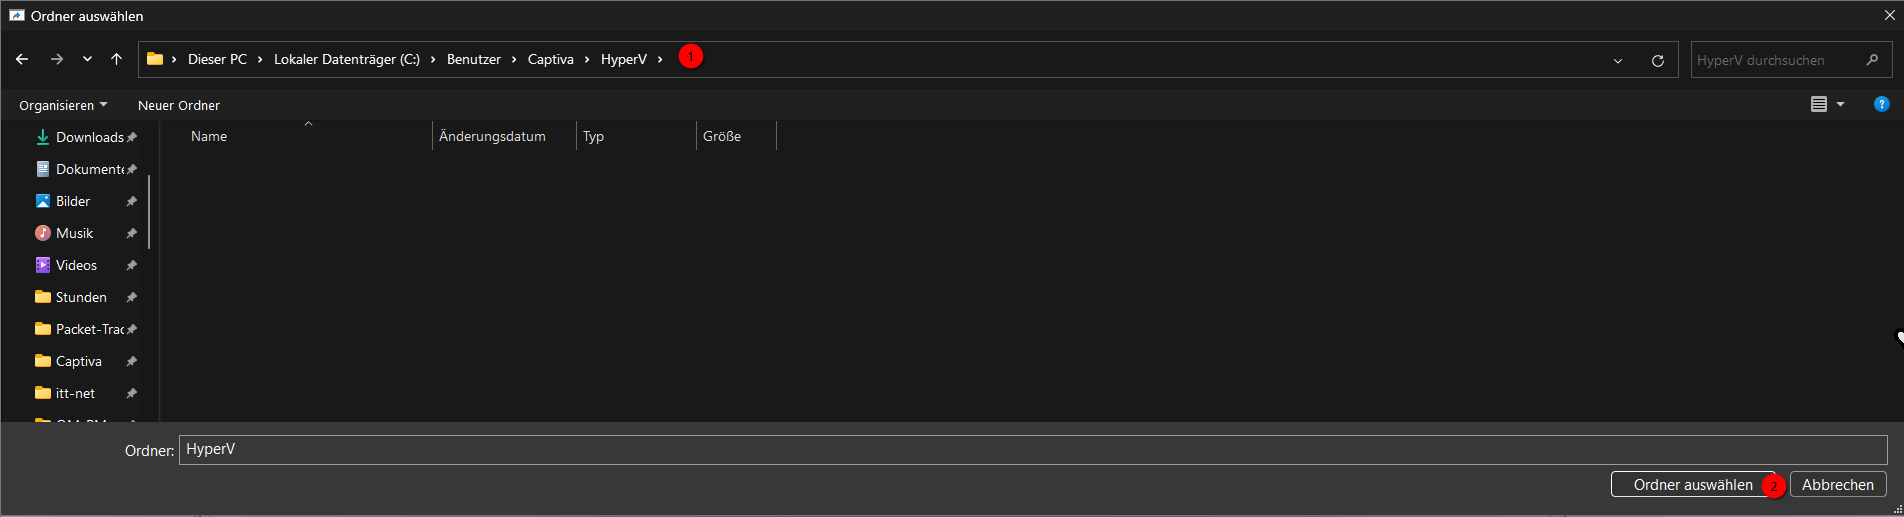 Ordner auswählen
Dieser PC Lokaler Datenträger (C:) Benutzer Captiva HyperV 1
HyperV durchsuchen
Organisieren Neuer Ordner ?
Name Änderungsdatum Typ Größe
Downloads
Dokumente
Bilder
Musik
Videos
Stunden
Packet-Trac
Captiva
itt-net
Ordner: HyperV
Ordner auswählen 2 Abbrechen